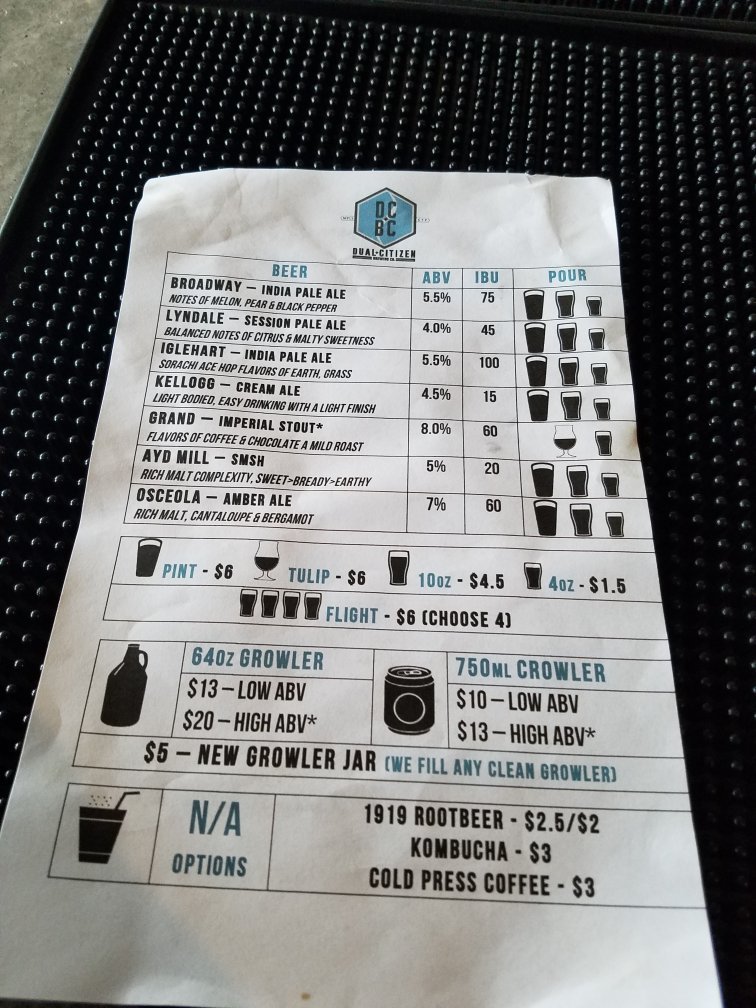 DC
BC
DUAL-CITIZEN
BREWING CO.
BEER ABV IBU POUR
BROADWAY – INDIA PALE ALE 5.5% 75
NOTES OF MELON, PEAR & BLACK PEPPER
LYNDALE – SESSION PALE ALE 4.0% 45
BALANCED NOTES OF CITRUS & MALTY SWEETNESS
IGLEHART – INDIA PALE ALE 5.5% 100
SORACHI ACE HOP FLAVORS OF EARTH, GRASS
KELLOGG – CREAM ALE 4.5% 15
LIGHT BODIED, EASY DRINKING WITH A LIGHT FINISH
GRAND – IMPERIAL STOUT* 8.0% 60
FLAVORS OF COFFEE & CHOCOLATE A MILD ROAST
AYD MILL – SMSH 5% 20
RICH MALT COMPLEXITY, SWEET>BREADY>EARTHY
OSCEOLA – AMBER ALE 7% 60
RICH MALT, CANTALOUPE & BERGAMOT
PINT - $6 TULIP - $6 10oz - $4.5 4oz - $1.5
FLIGHT - $6 (CHOOSE 4)
64oz GROWLER
$13 – LOW ABV
$20 – HIGH ABV*
750ML CROWLER
$10 – LOW ABV
$13 – HIGH ABV*
$5 – NEW GROWLER JAR (WE FILL ANY CLEAN GROWLER)
N/A
OPTIONS
1919 ROOTBEER - $2.5/$2
KOMBUCHA - $3
COLD PRESS COFFEE - $3